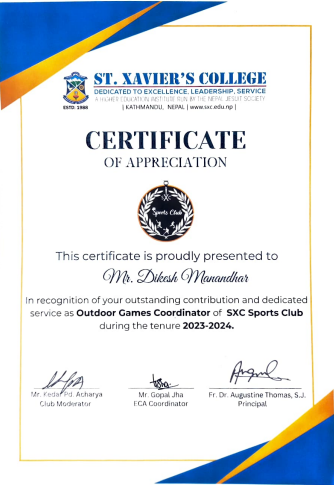 ST. XAVIER'S COLLEGE
DEDICATED TO EXCELLENCE, LEADERSHIP, SERVICE
A HIGHER EDUCATION INSTITUTE RUN BY THE NEPAL JESUIT SOCIETY
ESTD. 1988
| KATHMANDU, NEPAL | www.sxc.edu.np |
CERTIFICATE
OF APPRECIATION
Sports Club
This certificate is proudly presented to
Mr. Dikesh Manandhar
In recognition of your outstanding contribution and dedicated
service as Outdoor Games Coordinator of SXC Sports Club
during the tenure 2023-2024.
Mr. Kedar Pd. Acharya
Club Moderator
Mr. Gopal Jha
ECA Coordinator
Fr. Dr. Augustine Thomas, S.J.
Principal